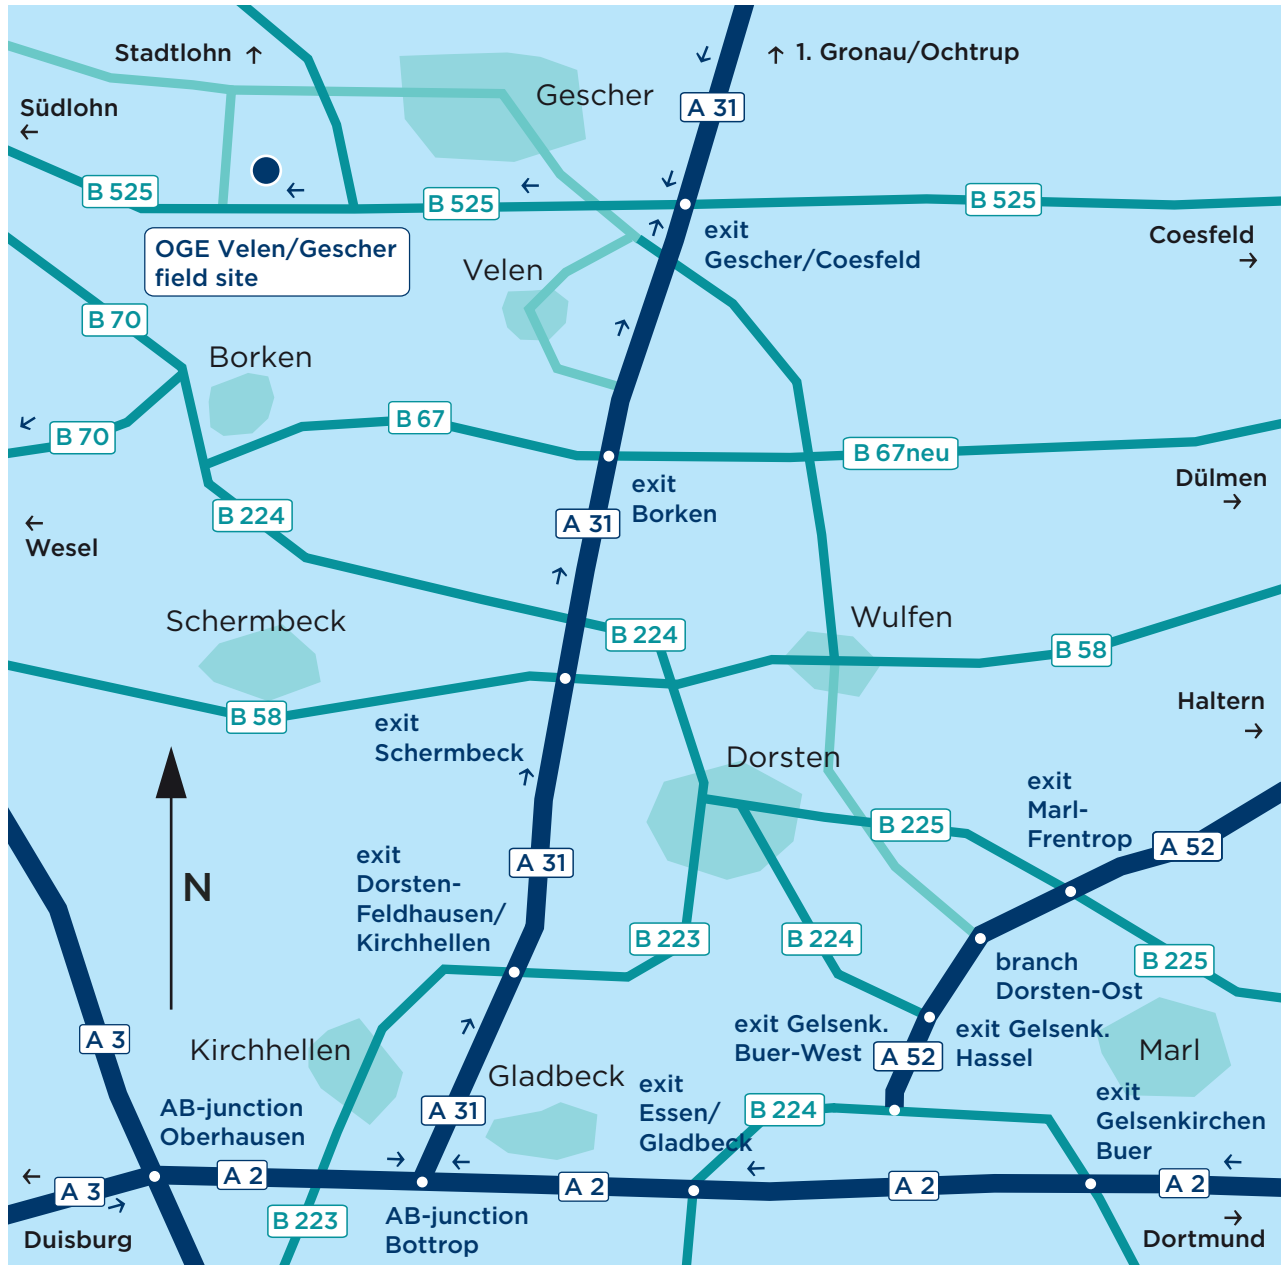 Stadtlohn
1. Gronau/Ochtrup
Südlohn
Gescher
A 31
B 525
B 525
B 525
exit
Gescher/Coesfeld
Coesfeld
OGE Velen/Gescher
field site
Velen
B 70
Borken
B 67
B 70
B 67neu
exit
Borken
Dülmen
B 224
A 31
Wesel
Schermbeck
B 224
Wulfen
B 58
B 58
Haltern
exit
Schermbeck
Dorsten
exit
Marl-
Frentrop
B 225
A 52
A 31
N
exit
Dorsten-
Feldhausen/
Kirchhellen
B 223
B 224
B 225
branch
Dorsten-Ost
A 3
Kirchhellen
exit Gelsenk.
Buer-West
exit Gelsenk.
Hassel
A 52
Marl
Gladbeck
exit
Essen/
Gladbeck
AB-junction
Oberhausen
A 31
B 224
exit
Gelsenkirchen
Buer
A 3
A 2
A 2
A 2
A 2
Duisburg
B 223
AB-junction
Bottrop
Dortmund